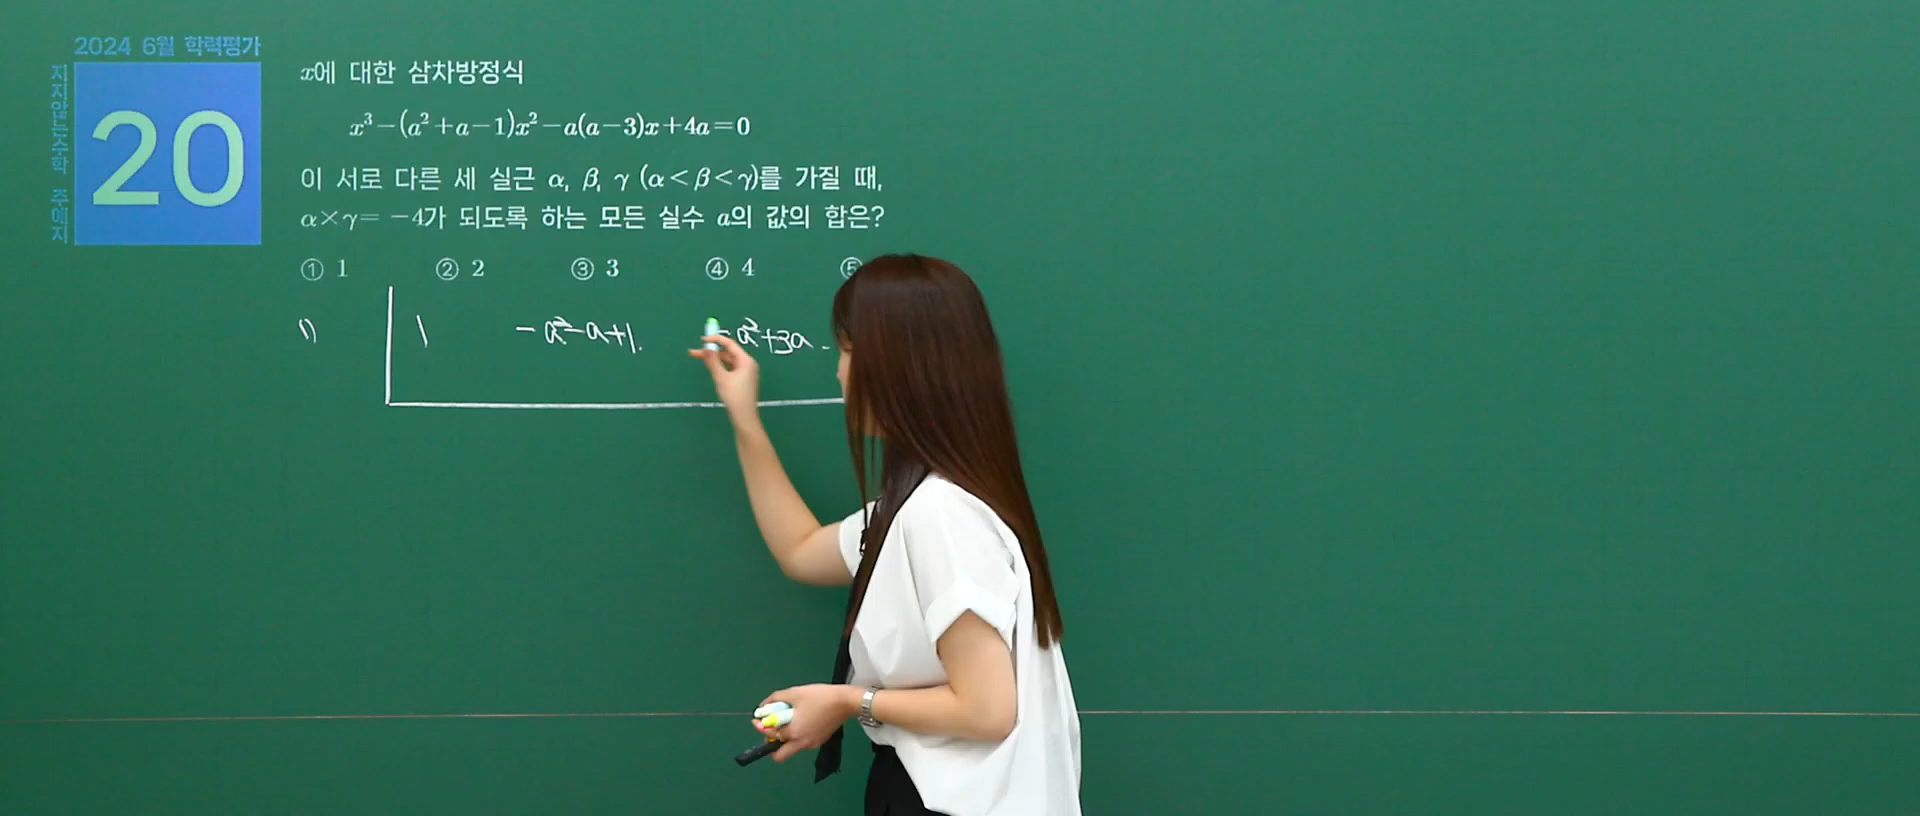 2024 6월 학력평가
지지않는수학 주예지
20
x에 대한 삼차방정식
x³-(a²+a-1)x²-a(a-3)x+4a=0
이 서로 다른 세 실근 α, β, γ (α<β<γ)를 가질 때,
α×γ= -4가 되도록 하는 모든 실수 a의 값의 합은?
① 1 ② 2 ③ 3 ④ 4 ⑤
1) 1 -a²-a+1 -a²+3a